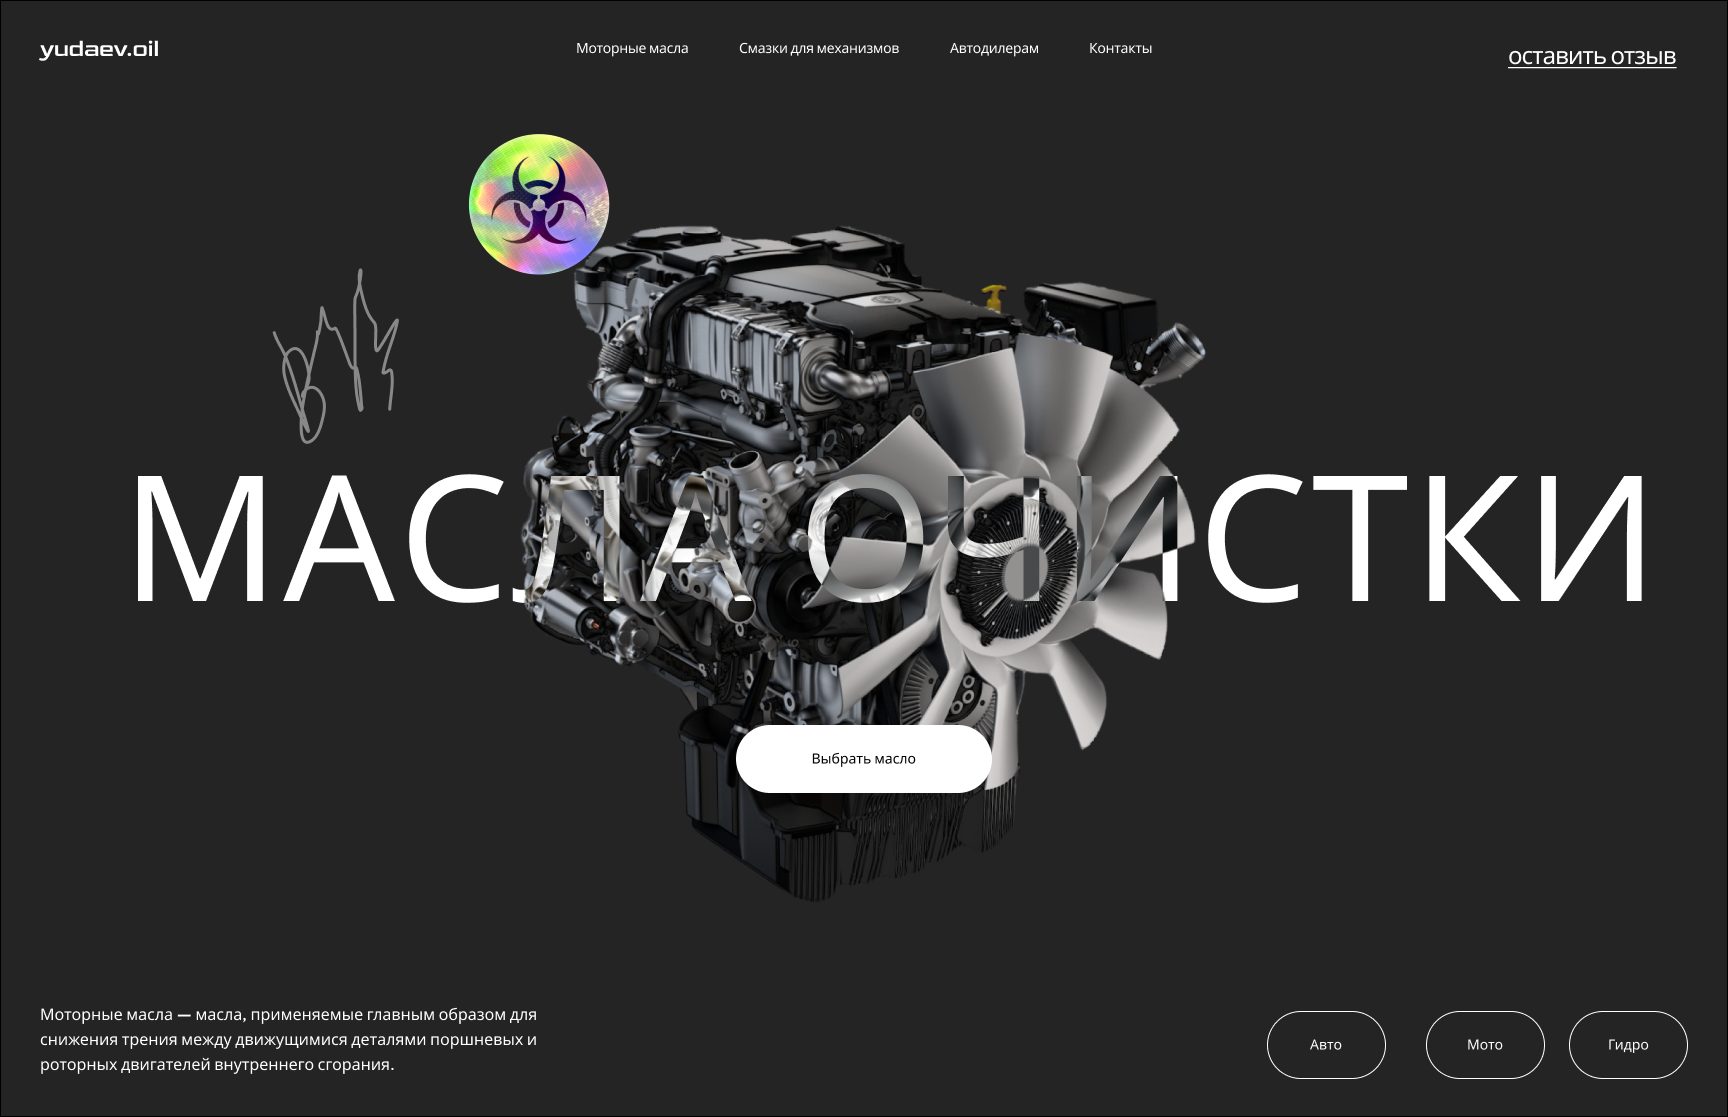 yudaev.oil
Моторные масла
Смазки для механизмов
Автодилерам
Контакты
оставить отзыв
МАСЛА ОЧИСТКИ
Выбрать масло
Моторные масла — масла, применяемые главным образом для
снижения трения между движущимися деталями поршневых и
роторных двигателей внутреннего сгорания.
Авто
Мото
Гидро